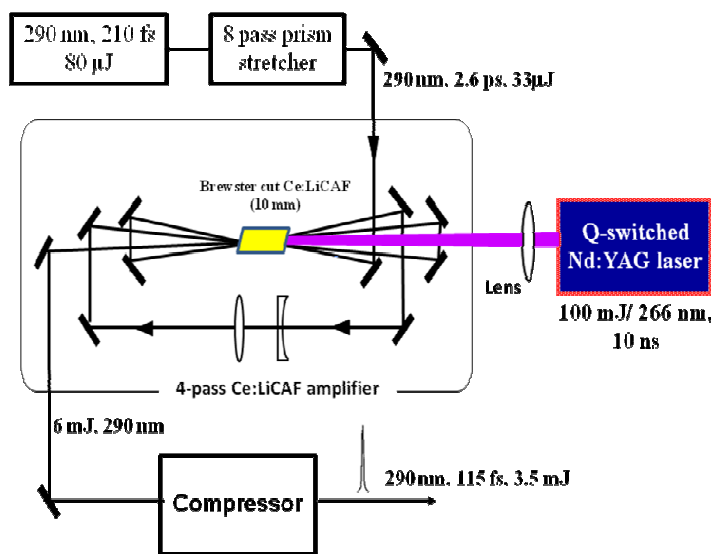 290 nm, 210 fs
80 μJ
8 pass prism
stretcher
290nm, 2.6 ps, 33μJ
Brewster cut Ce:LiCAF
(10 mm)
Lens
Q-switched
Nd:YAG laser
100 mJ/ 266 nm,
10 ns
4-pass Ce:LiCAF amplifier
6 mJ, 290 nm
Compressor
290nm, 115 fs, 3.5 mJ